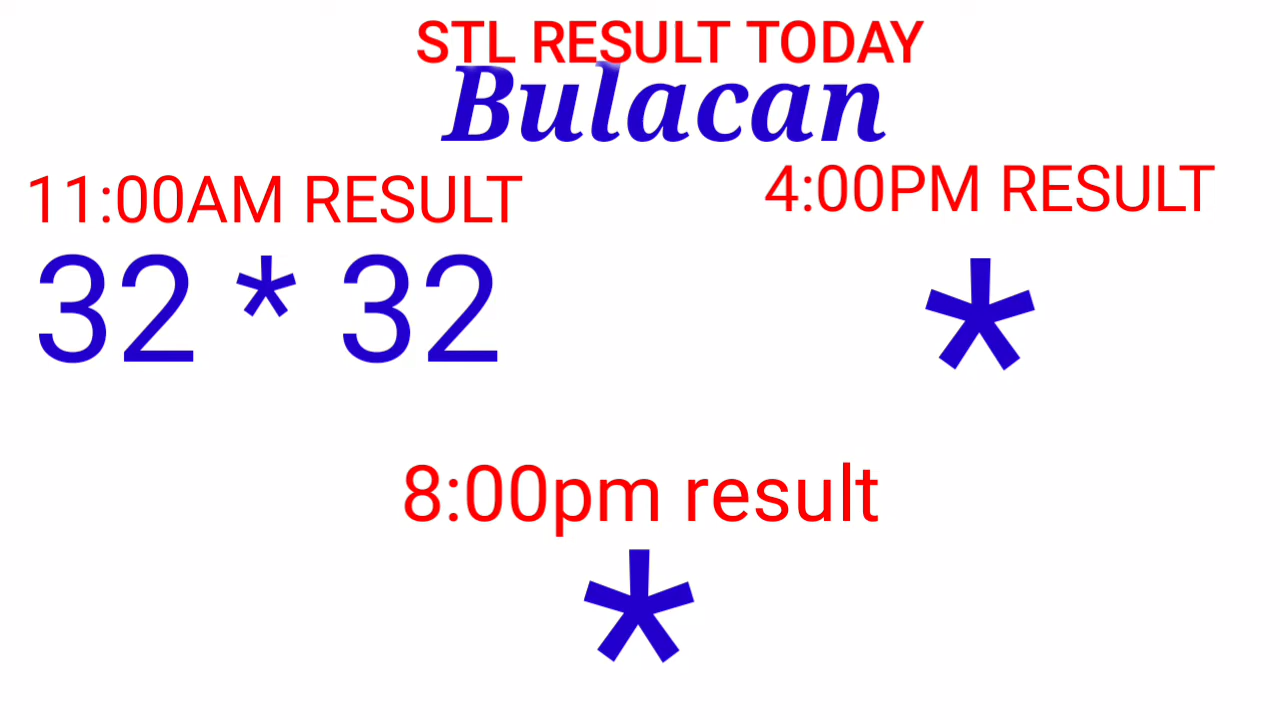 STL RESULT TODAY
Bulacan
11:00AM RESULT
32 * 32
4:00PM RESULT
*
8:00pm result
*